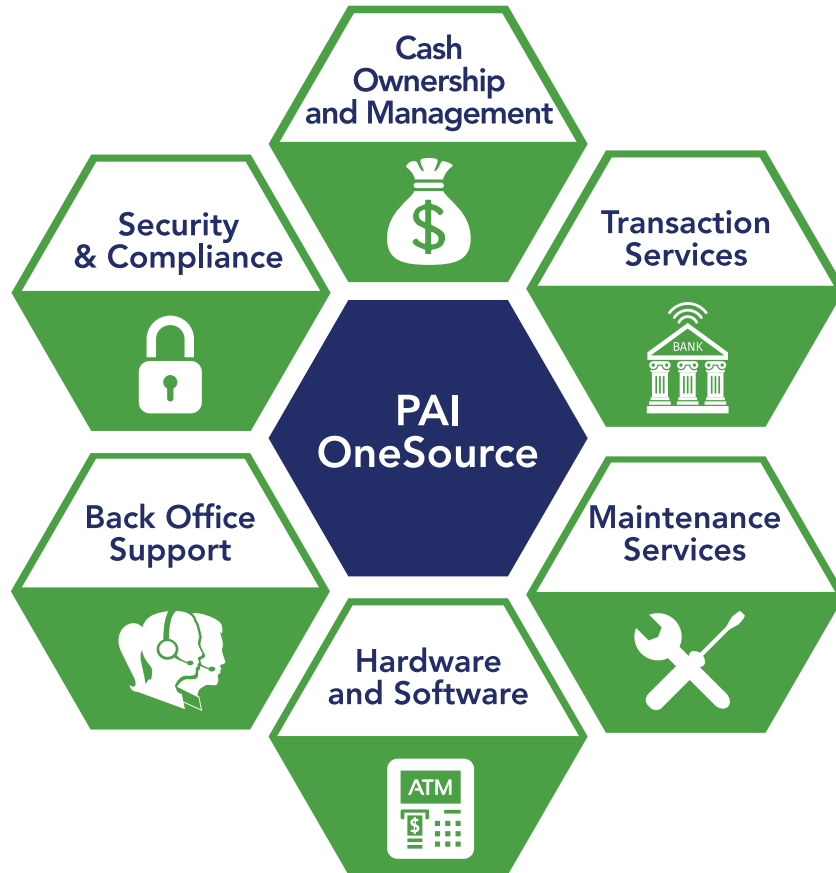 Cash
Ownership
and Management
$
Security
& Compliance
Transaction
Services
BANK
PAI
OneSource
Back Office
Support
Maintenance
Services
Hardware
and Software
ATM
$